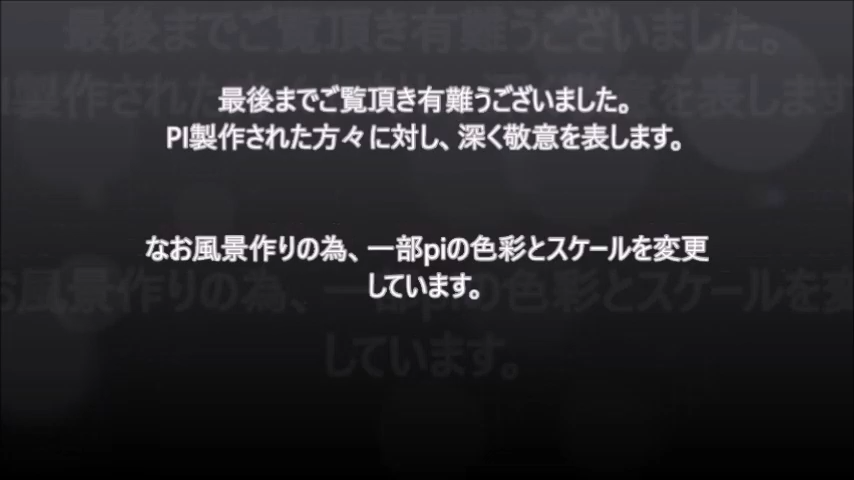 最後までご覧頂き有難うございました。
PI製作された方々に対し、深く敬意を表します。
なお風景作りの為、一部piの色彩とスケールを変更
しています。